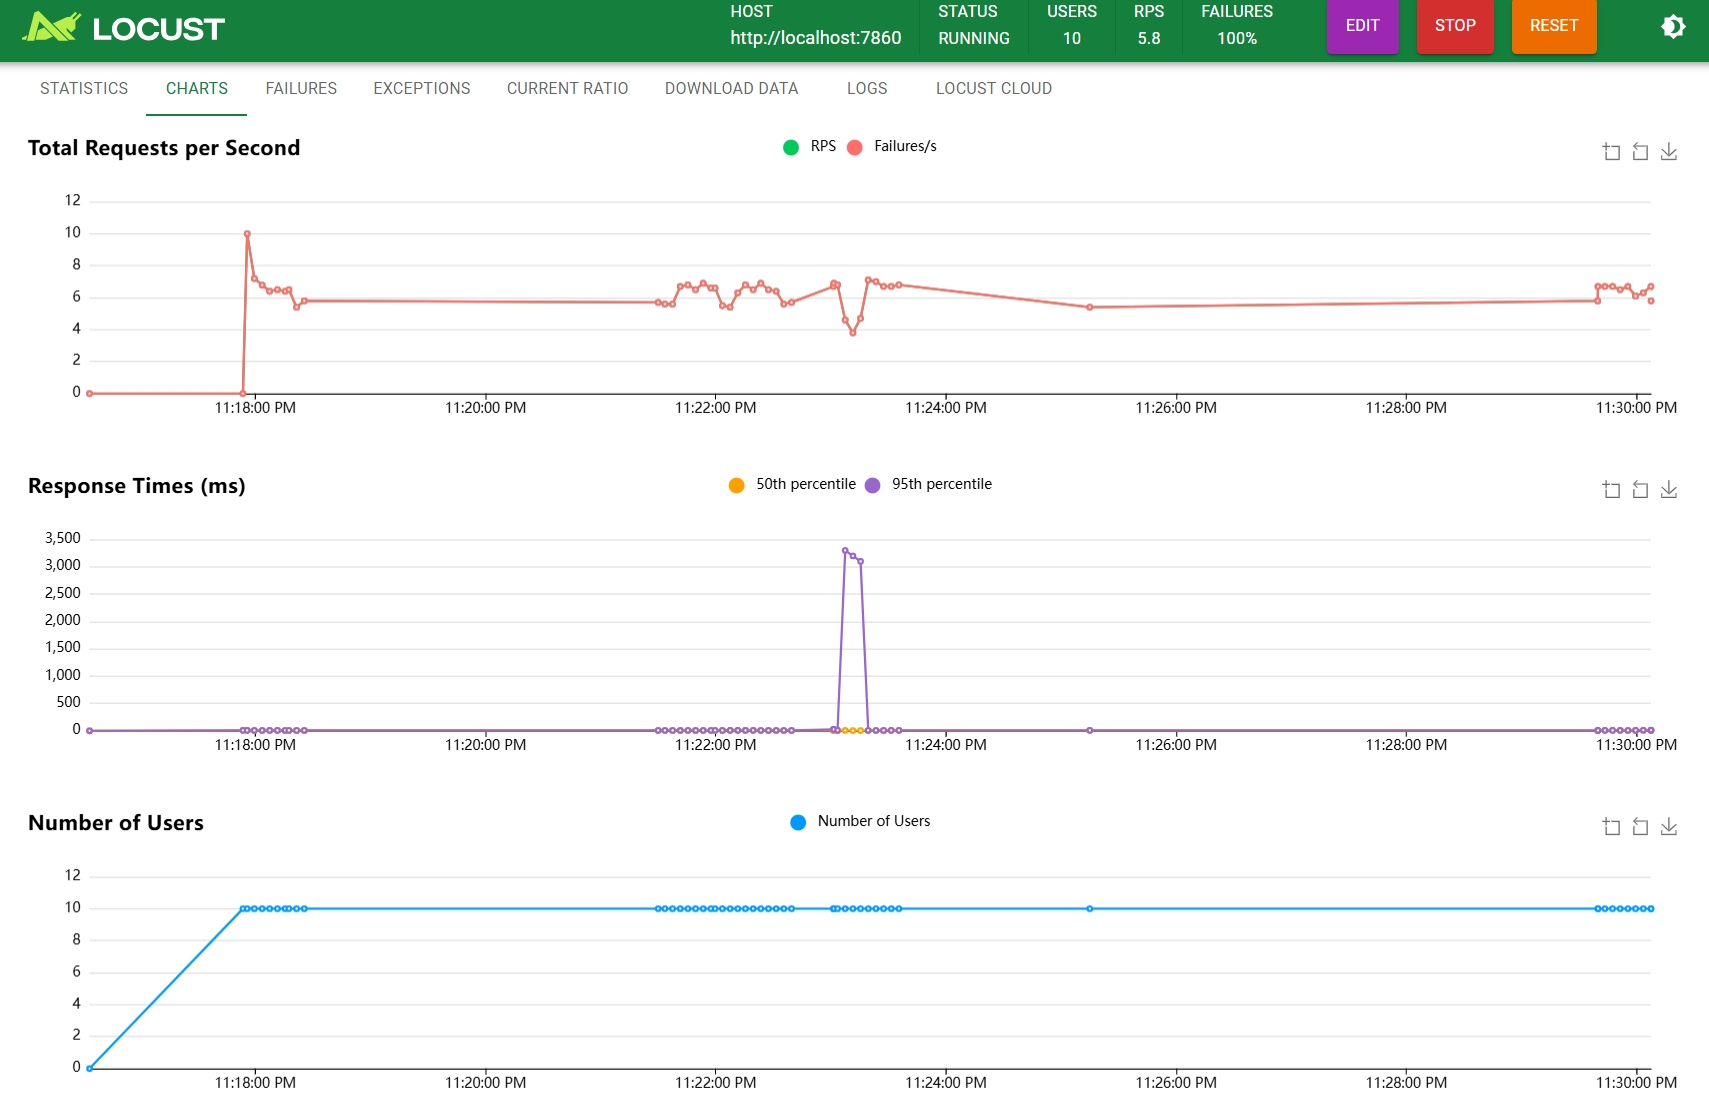 LOCUST
HOST
http://localhost:7860
STATUS
RUNNING
USERS
10
RPS
5.8
FAILURES
100%
EDIT
STOP
RESET
STATISTICS CHARTS FAILURES EXCEPTIONS CURRENT RATIO DOWNLOAD DATA LOGS LOCUST CLOUD
Total Requests per Second
RPS Failures/s
12
10
8
6
4
2
0
11:18:00 PM 11:20:00 PM 11:22:00 PM 11:24:00 PM 11:26:00 PM 11:28:00 PM 11:30:00 PM
Response Times (ms)
50th percentile 95th percentile
3,500
3,000
2,500
2,000
1,500
1,000
500
0
11:18:00 PM 11:20:00 PM 11:22:00 PM 11:24:00 PM 11:26:00 PM 11:28:00 PM 11:30:00 PM
Number of Users
Number of Users
12
10
8
6
4
2
0
11:18:00 PM 11:20:00 PM 11:22:00 PM 11:24:00 PM 11:26:00 PM 11:28:00 PM 11:30:00 PM